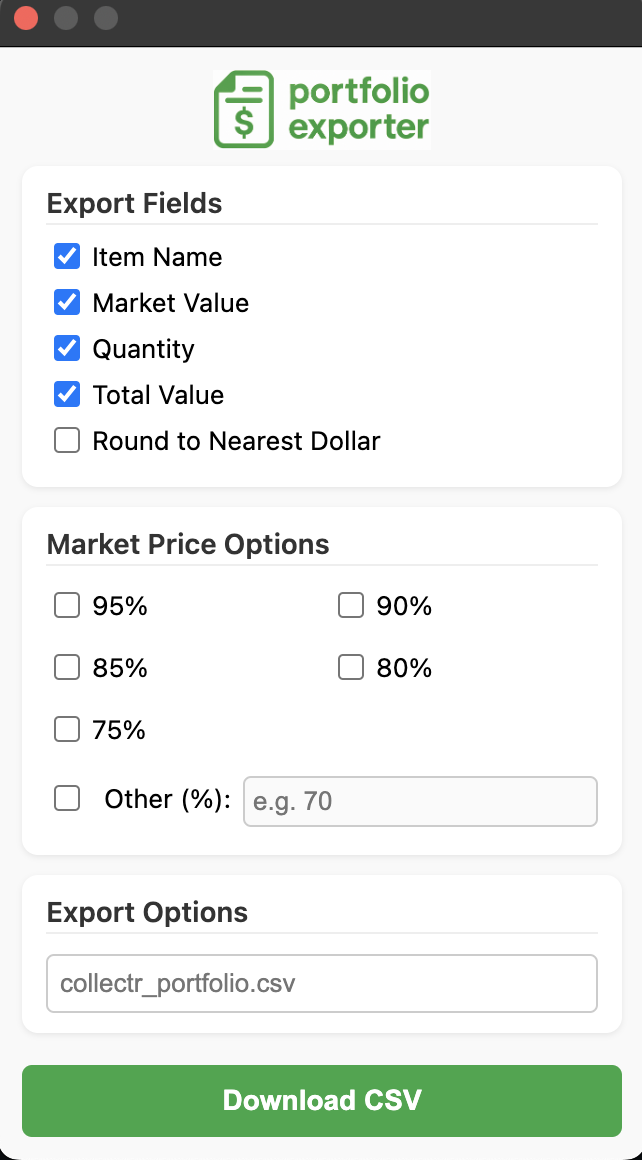 $
portfolio
exporter
Export Fields
Item Name
Market Value
Quantity
Total Value
Round to Nearest Dollar
Market Price Options
95% 90%
85% 80%
75%
Other (%): e.g. 70
Export Options
collectr_portfolio.csv
Download CSV